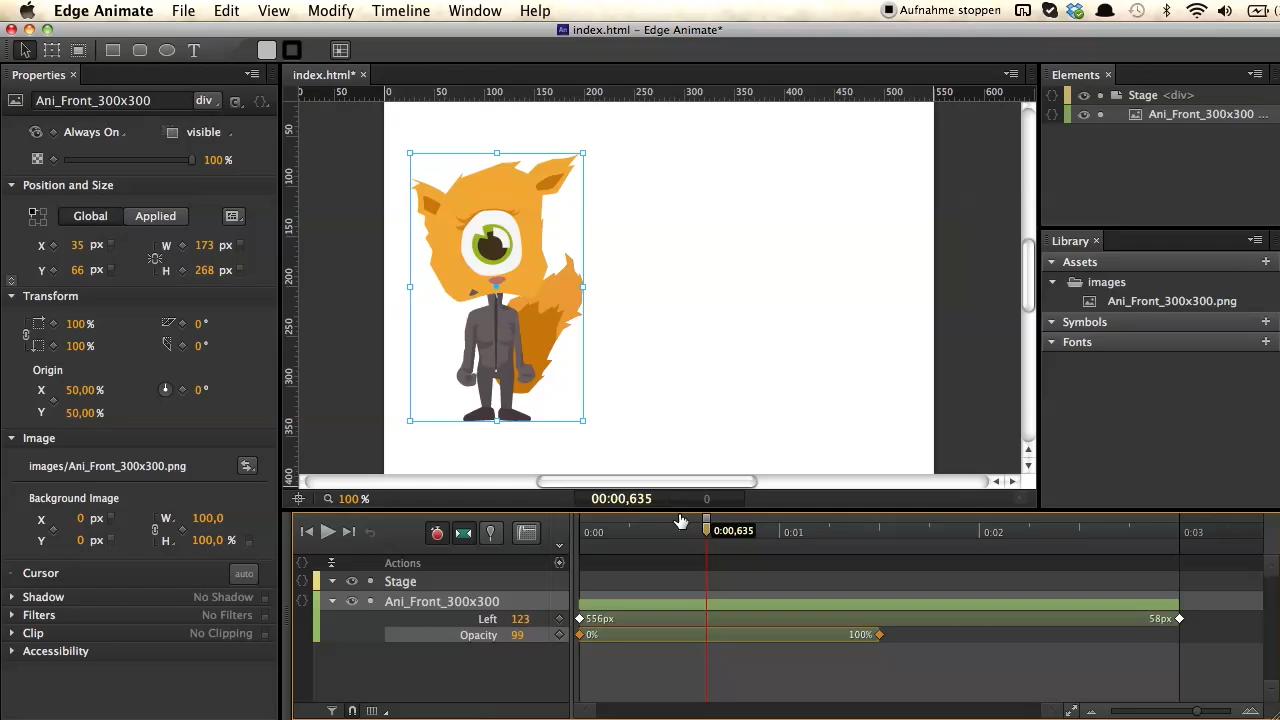 Edge Animate File Edit View Modify Timeline Window Help Aufnahme stoppen
index.html – Edge Animate*
T
Properties × index.html* × Elements ×
Ani_Front_300x300 div
Always On visible
100 %
Position and Size
Global Applied
X 35 px W 173 px
Y 66 px H 268 px
Transform
100 % 0°
100 % 0°
Origin
X 50,00 % 0°
Y 50,00 %
Image
images/Ani_Front_300x300.png
Background Image
X 0 px W. 100,0
Y 0 px H. 100,0 %
Cursor auto
Shadow No Shadow
Filters No Filters
Clip No Clipping
Accessibility
0 50 0 50 100 150 200 250 300 350 400 450 500 550 600
50
100
150
200
250
300
350
400
Stage <div>
Ani_Front_300x300 ...
Library ×
Assets +
images
Ani_Front_300x300.png
Symbols +
Fonts +
100 % 00:00,635 0
0:00 0:00,635 0:01 0:02 0:03
Actions
Stage
Ani_Front_300x300
Left 123 556px 58px
Opacity 99 0% 100%